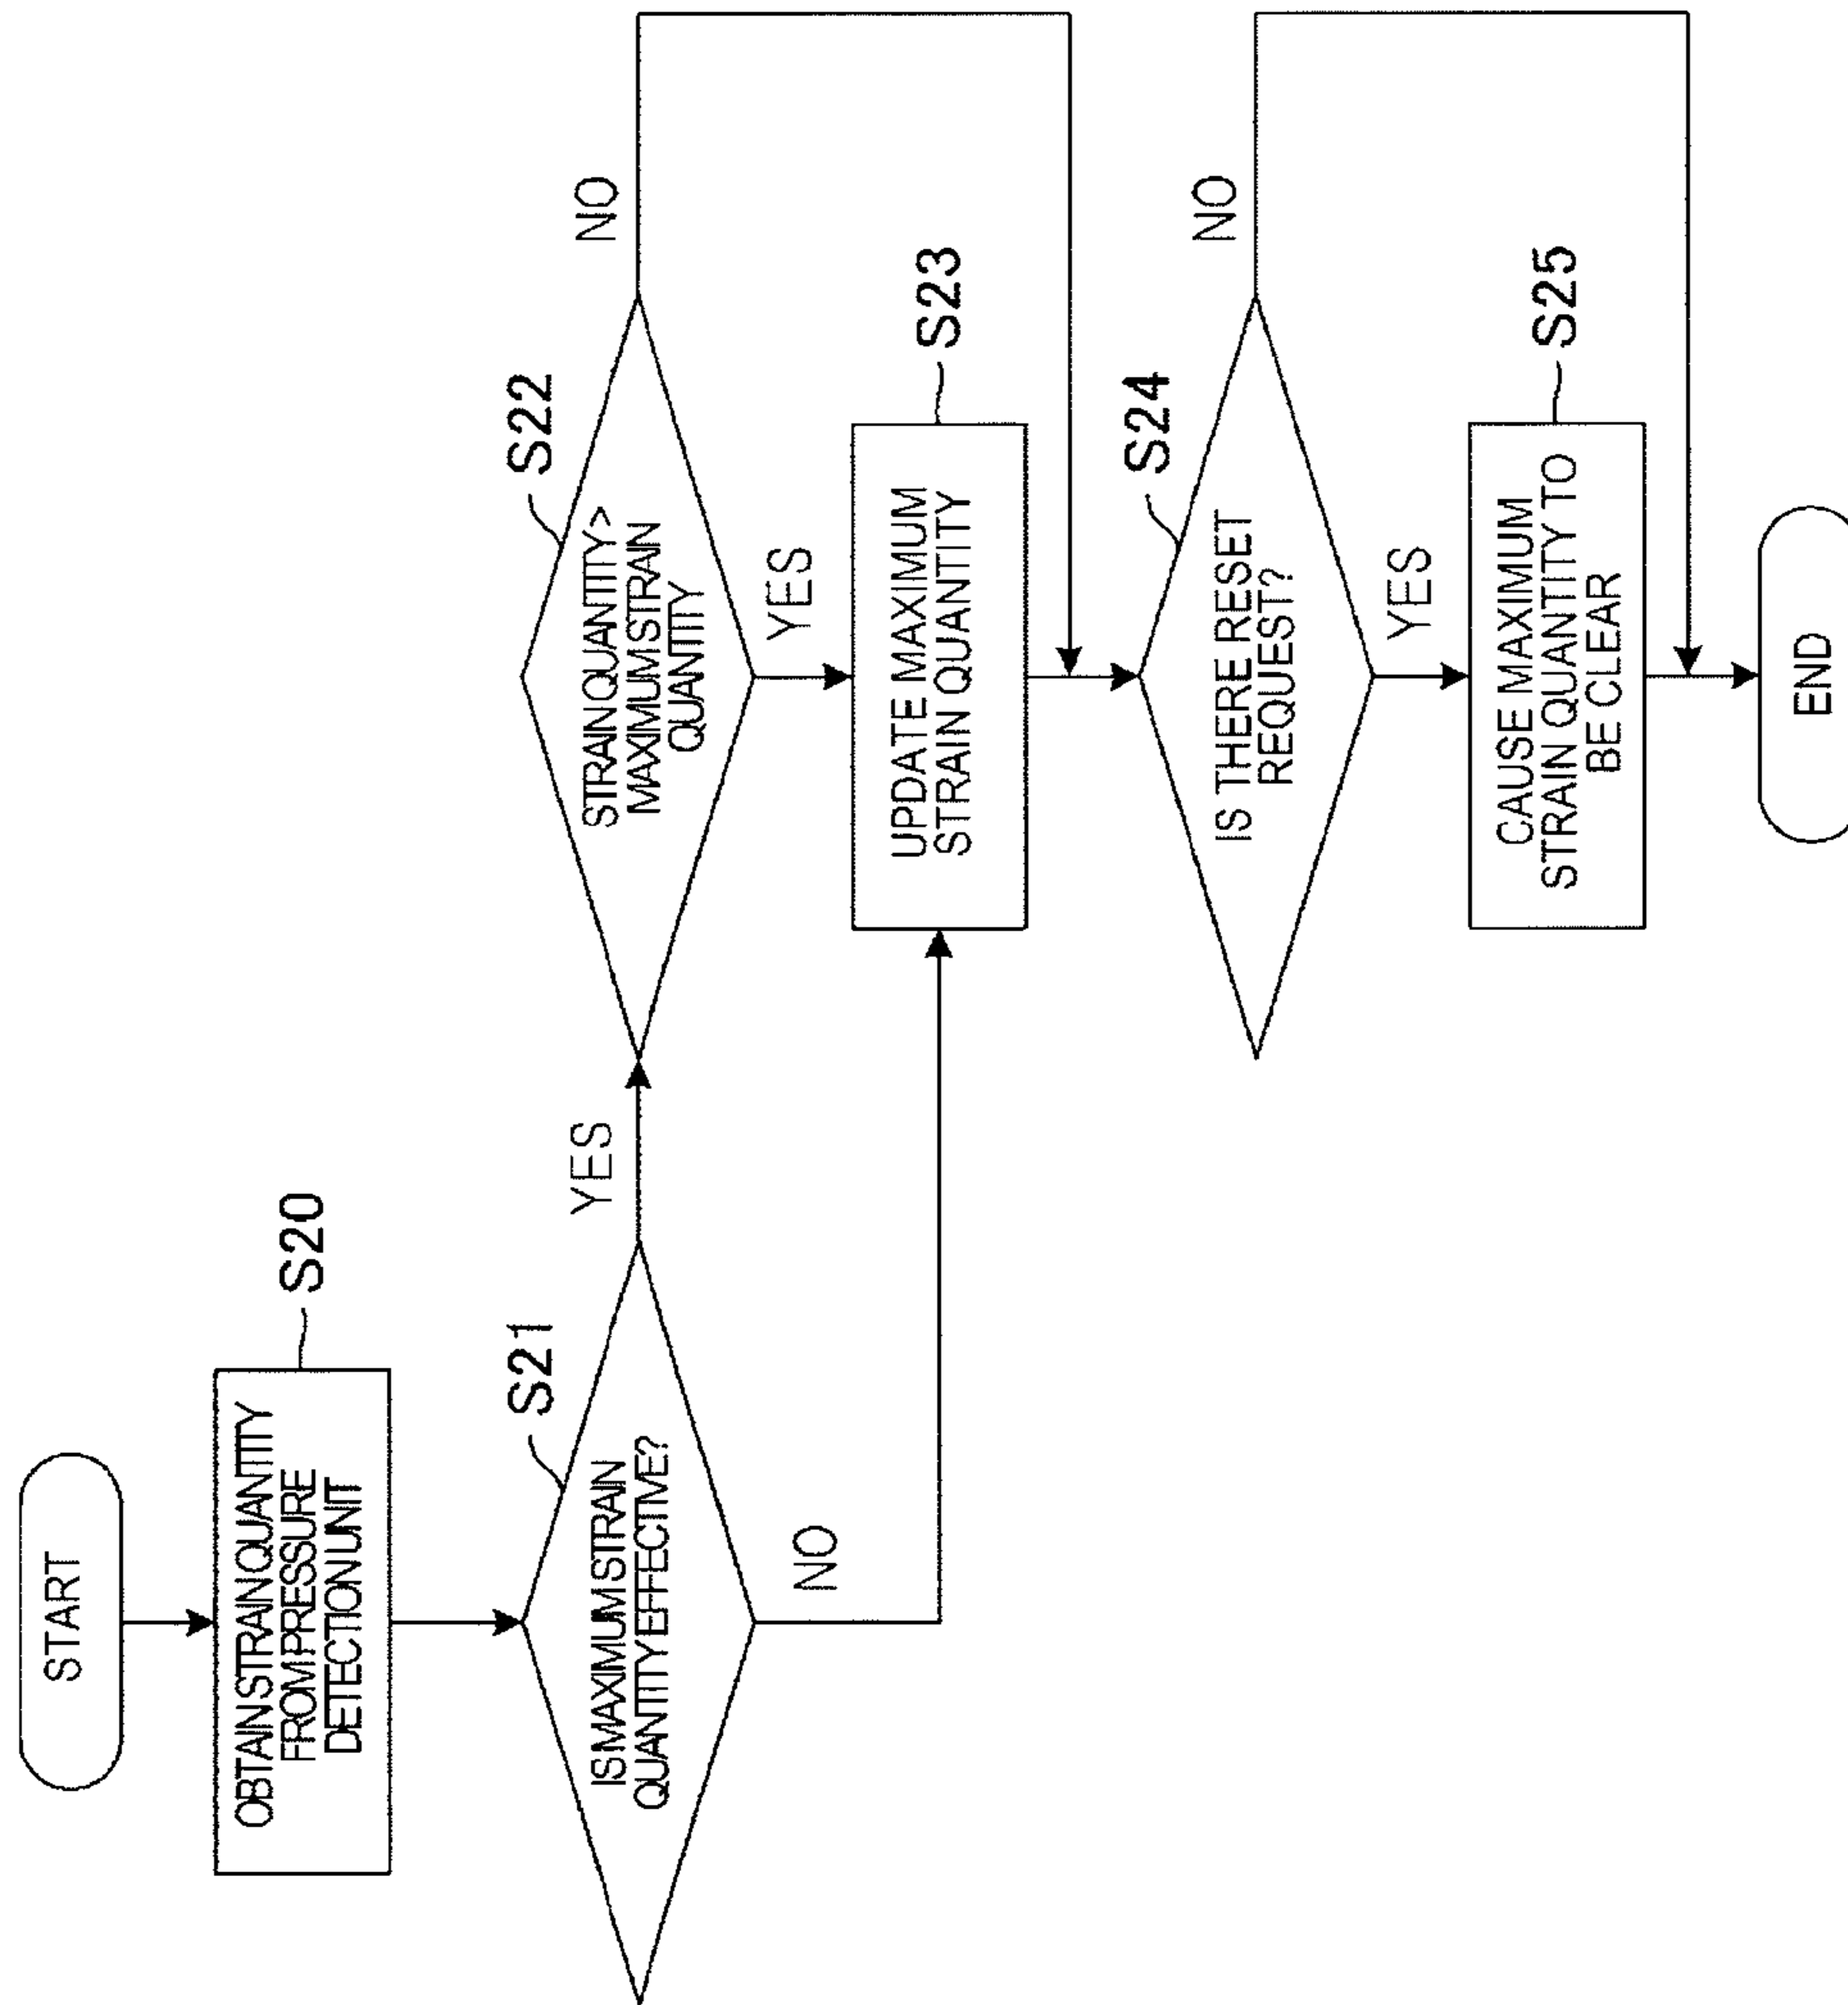 START
OBTAIN STRAIN QUANTITY
FROM PRESSURE
DETECTION UNIT
S20
IS MAXIMUM STRAIN
QUANTITY EFFECTIVE?
S21
YES
NO
STRAIN QUANTITY>
MAXIMUM STRAIN
QUANTITY
S22
NO
YES
UPDATE MAXIMUM
STRAIN QUANTITY
S23
IS THERE RESET
REQUEST?
S24
NO
YES
CAUSE MAXIMUM
STRAIN QUANTITY TO
BE CLEAR
S25
END